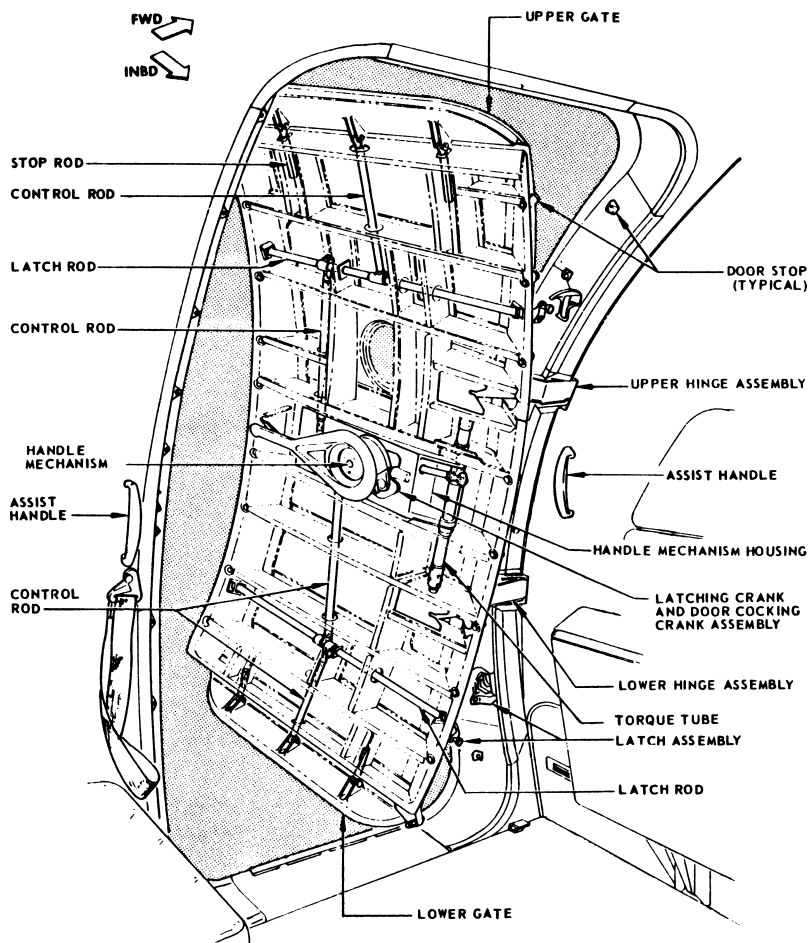 FWD
INBD
UPPER GATE
STOP ROD
CONTROL ROD
LATCH ROD
CONTROL ROD
HANDLE
MECHANISM
ASSIST
HANDLE
CONTROL
ROD
DOOR STOP
(TYPICAL)
UPPER HINGE ASSEMBLY
ASSIST HANDLE
HANDLE MECHANISM HOUSING
LATCHING CRANK
AND DOOR COCKING
CRANK ASSEMBLY
LOWER HINGE ASSEMBLY
TORQUE TUBE
LATCH ASSEMBLY
LATCH ROD
LOWER GATE